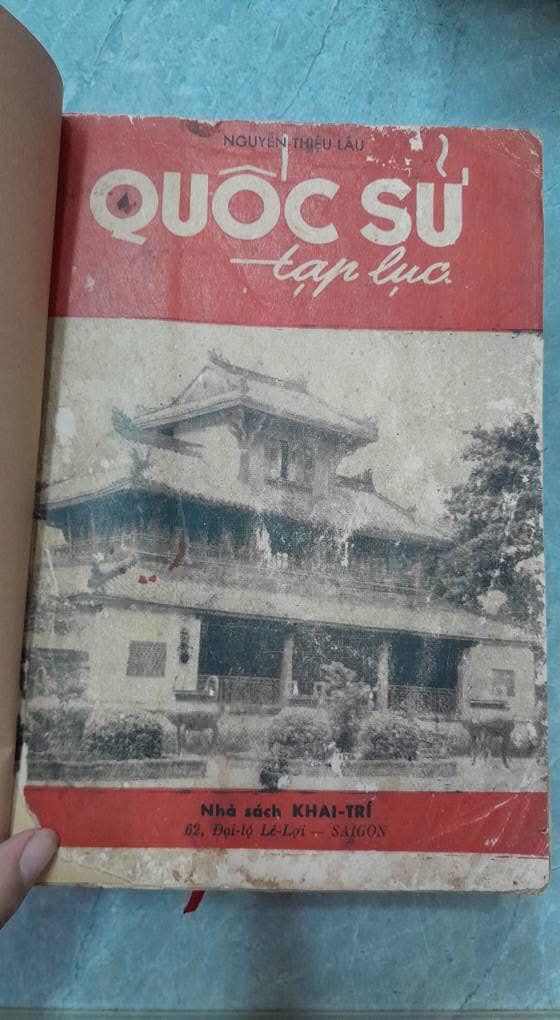 NGUYỄN-THIỆU-LÂU
QUỐC SỬ
tạp lục.
Nhà sách KHAI-TRÍ
62, Đại-lộ Lê-Lợi — SAIGON